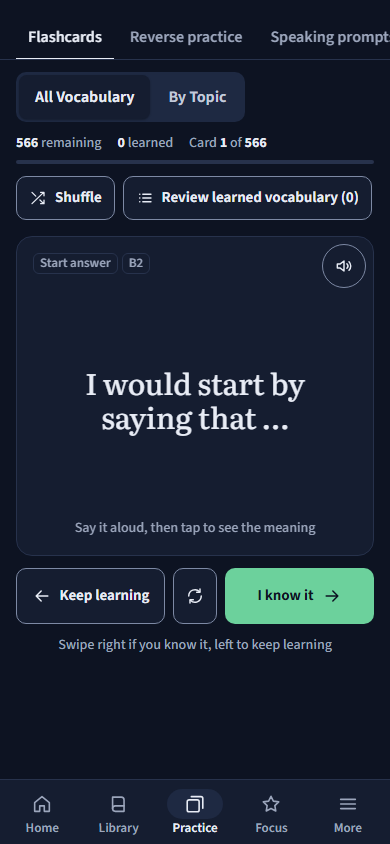 Flashcards Reverse practice Speaking prompts
All Vocabulary By Topic
566 remaining 0 learned Card 1 of 566
Shuffle Review learned vocabulary (0)
Start answer B2
I would start by
saying that ...
Say it aloud, then tap to see the meaning
Keep learning I know it
Swipe right if you know it, left to keep learning
Home Library Practice Focus More